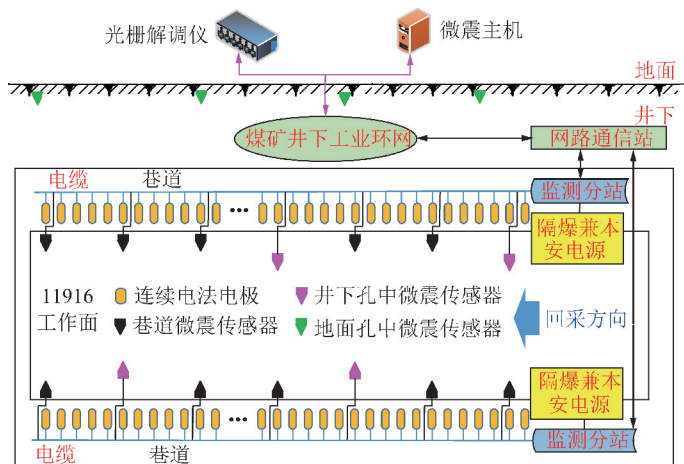 光栅解调仪
微震主机
地面
井下
煤矿井下工业环网
网路通信站
电缆
巷道
监测分站
隔爆兼本
安电源
11916
工作面
连续电法电极
井下孔中微震传感器
巷道微震传感器
地面孔中微震传感器
回采方向
隔爆兼本
安电源
电缆
巷道
监测分站